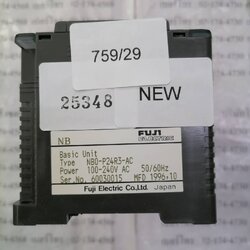 759/29
25348
NEW
NB
FUJI
ELECTRIC
Basic Unit
Type NB0-P24R3-AC
Power 100-240V AC 50/60Hz
Ser.No. 60030015 MFD 1996.10
Fuji Electric Co.,Ltd. Japan